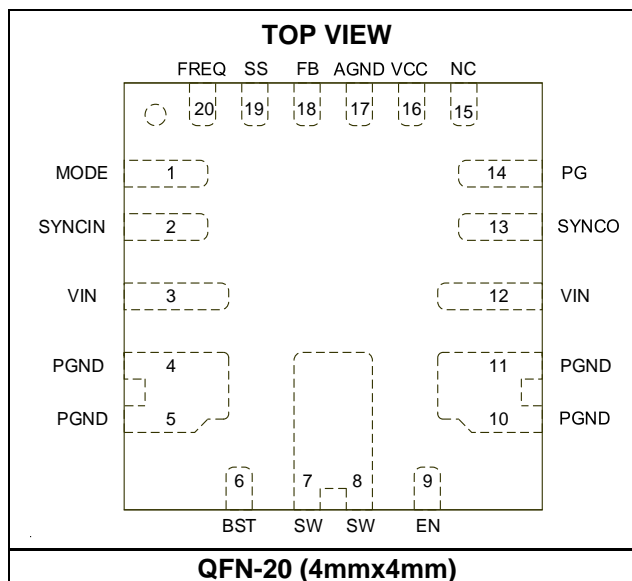 TOP VIEW
FREQ SS FB AGND VCC NC
20 19 18 17 16 15
MODE 1 14 PG
SYNCIN 2 13 SYNCO
VIN 3 12 VIN
PGND 4 11 PGND
PGND 5 10 PGND
6 7 8 9
BST SW SW EN
QFN-20 (4mmx4mm)